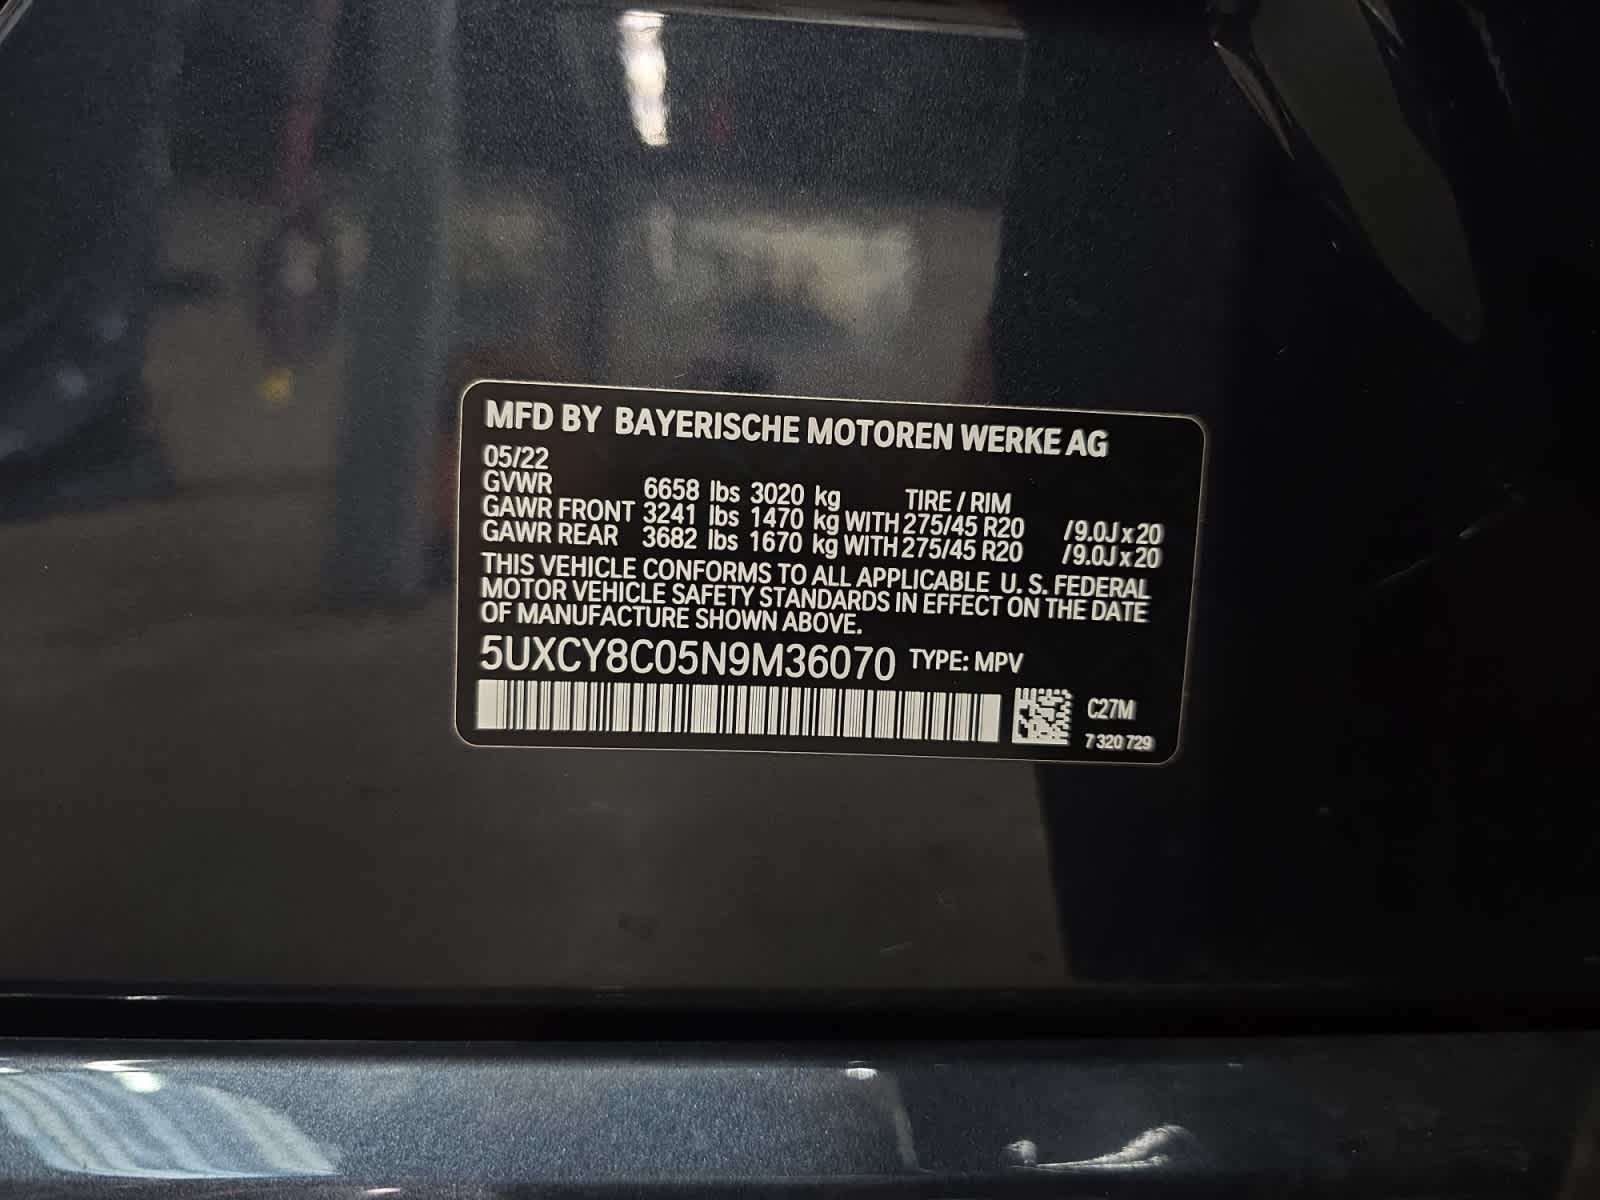 MFD BY BAYERISCHE MOTOREN WERKE AG
05/22
GVWR 6658 lbs 3020 kg TIRE / RIM
GAWR FRONT 3241 lbs 1470 kg WITH 275/45 R20 /9.0J x 20
GAWR REAR 3682 lbs 1670 kg WITH 275/45 R20 /9.0J x 20
THIS VEHICLE CONFORMS TO ALL APPLICABLE U. S. FEDERAL
MOTOR VEHICLE SAFETY STANDARDS IN EFFECT ON THE DATE
OF MANUFACTURE SHOWN ABOVE.
5UXCY8C05N9M36070 TYPE: MPV
C27M
7 320 729